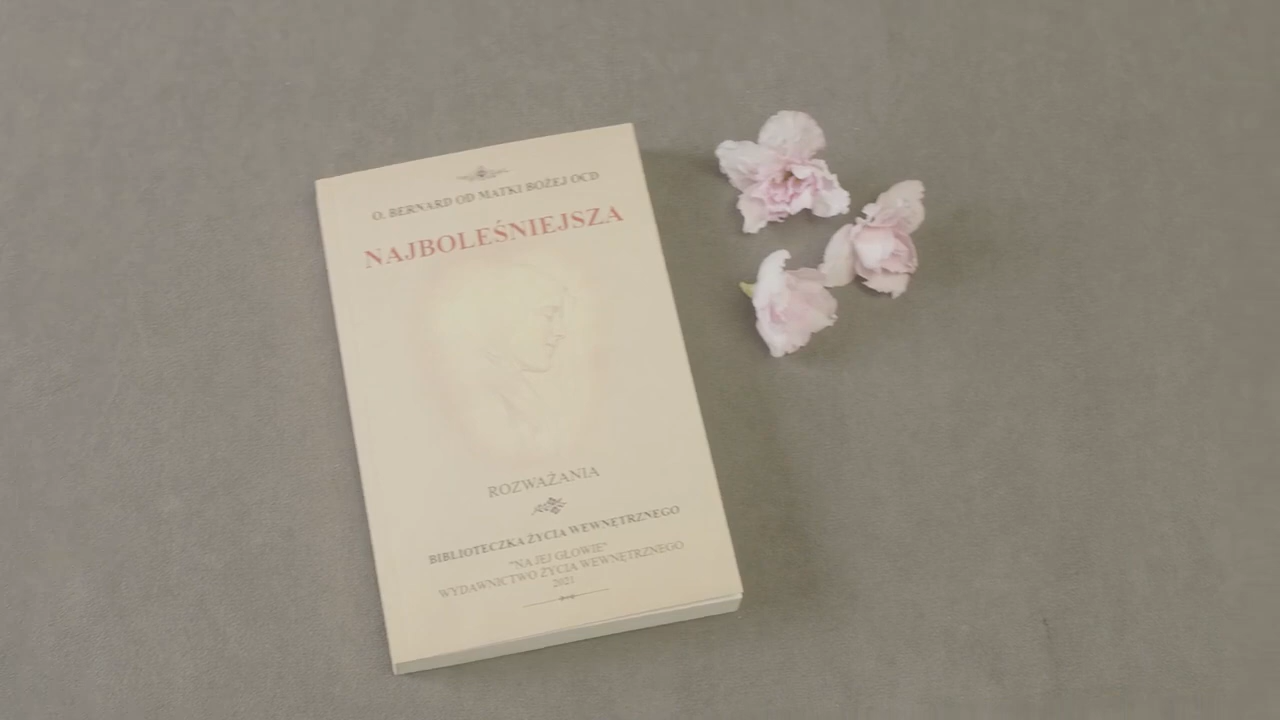 O. BERNARD OD MATKI BOŻEJ OCD
NAJBOLEŚNIEJSZA
ROZWAŻANIA
BIBLIOTECZKA ŻYCIA WEWNĘTRZNEGO
"NA JEJ GŁOWIE"
WYDAWNICTWO ŻYCIA WEWNĘTRZNEGO
2021